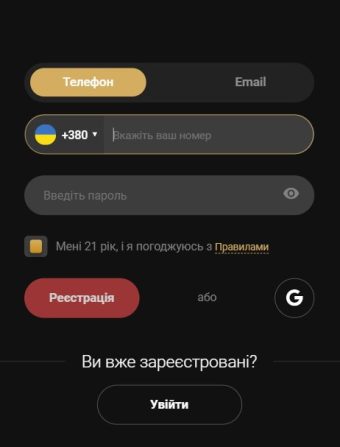 Телефон Email
+380 Вкажіть ваш номер
Введіть пароль
Мені 21 рік, і я погоджуюсь з Правилами
Реєстрація або G
Ви вже зареєстровані?
Увійти